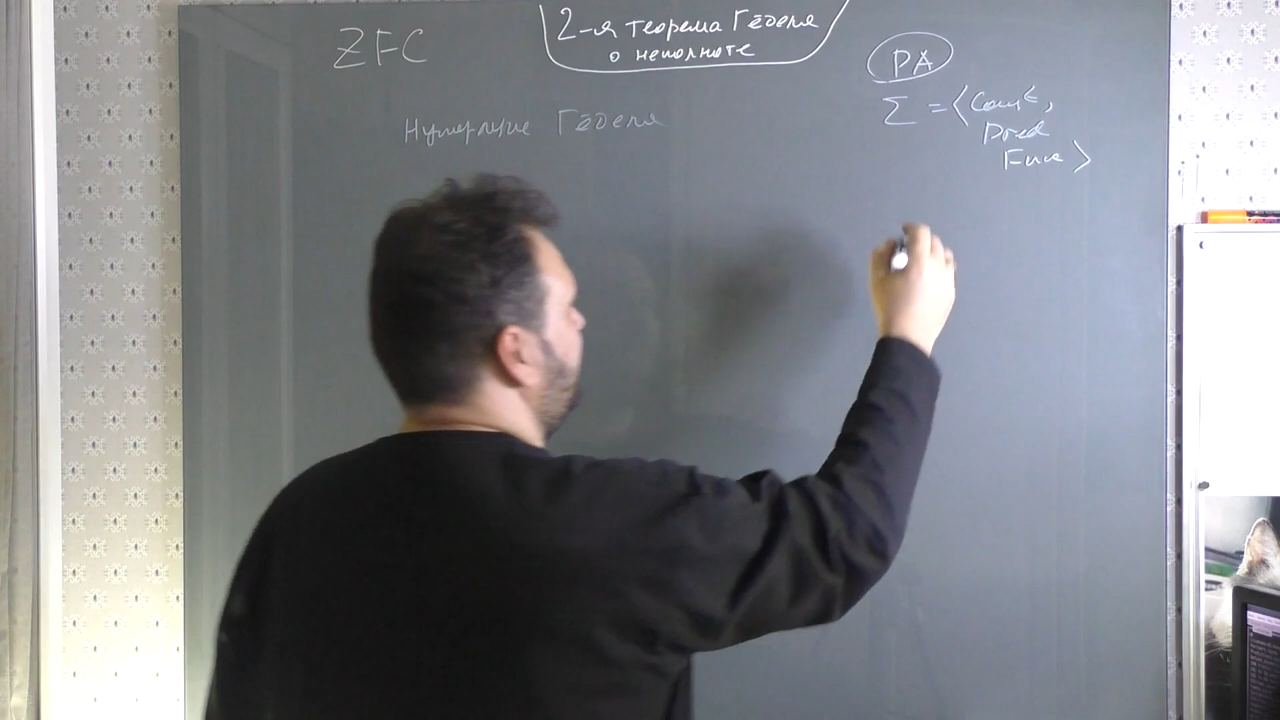 ZFC
2-я теорема Гёделя
о неполноте
PA
Нумерация Гёделя
Σ = ⟨Const,
Pred
Func⟩